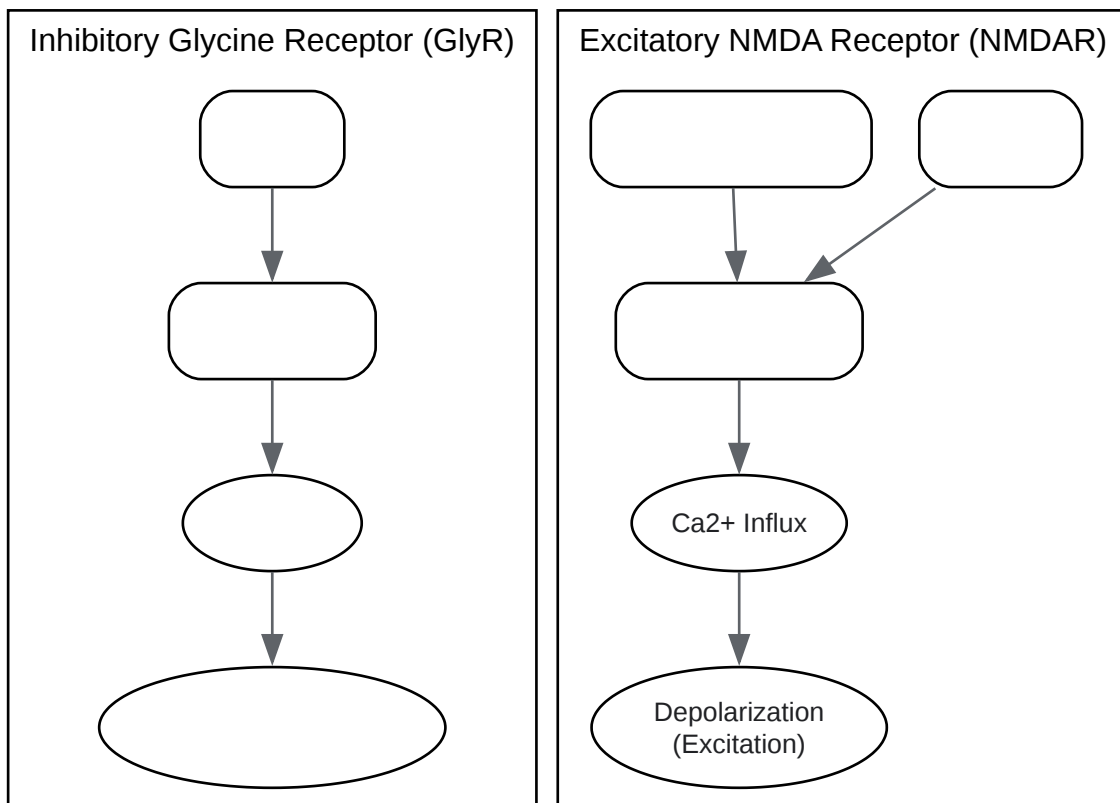 Inhibitory Glycine Receptor (GlyR)
Excitatory NMDA Receptor (NMDAR)
Ca2+ Influx
Depolarization
(Excitation)